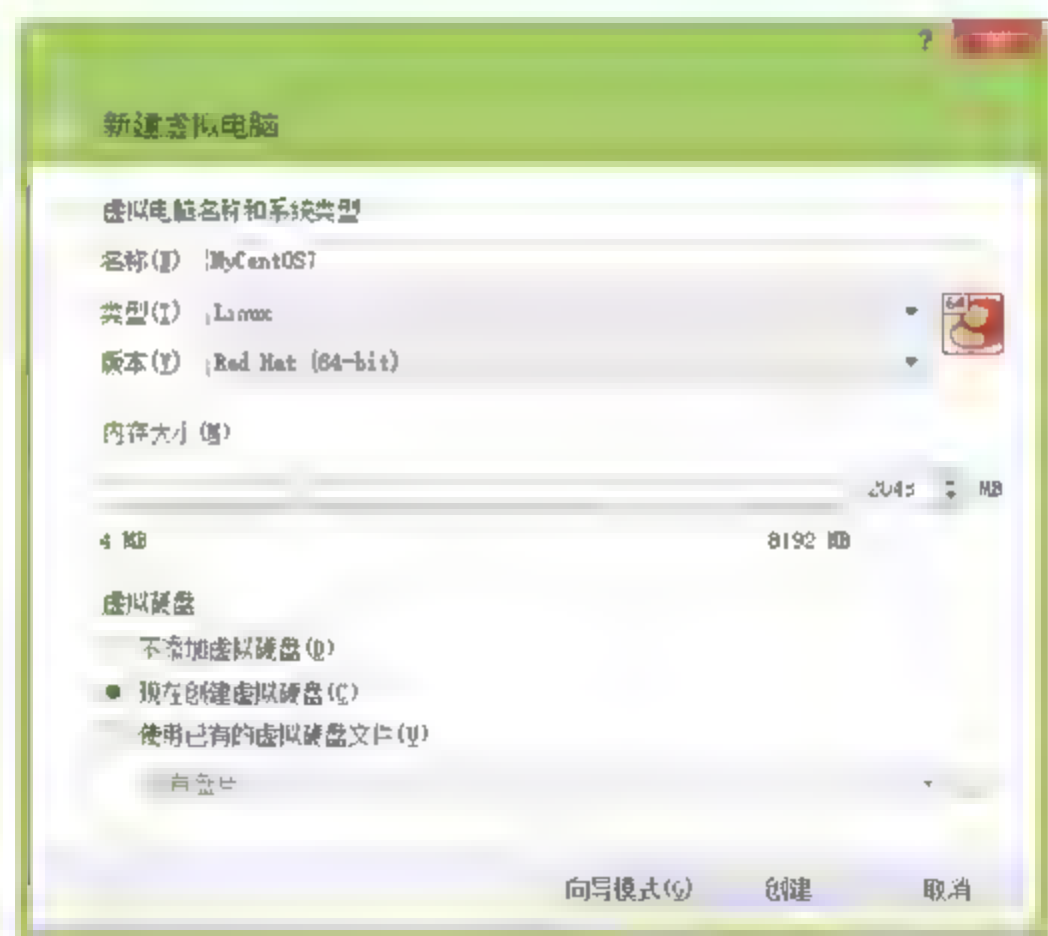 ?
新建虚拟电脑
虚拟电脑名称和系统类型
名称(N) MyCentOS7
类型(T) Linux
版本(V) Red Hat (64-bit)
64
内存大小(M)
2048 MB
4 MB 8192 MB
虚拟硬盘
不添加虚拟硬盘(D)
现在创建虚拟硬盘(C)
使用已有的虚拟硬盘文件(U)
向导模式(G) 创建 取消